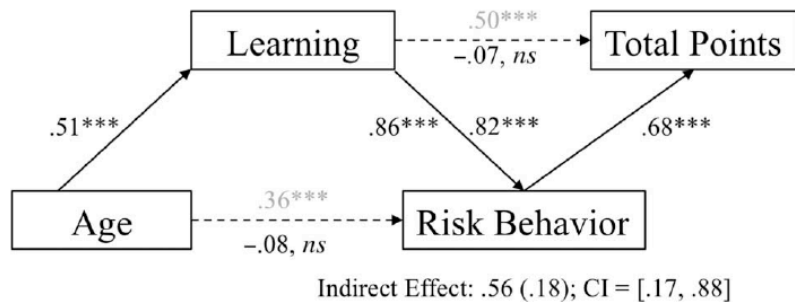 .50***
Learning
Total Points
–.07, ns
.51***
.86***
.82***
.68***
.36***
Age
Risk Behavior
–.08, ns
Indirect Effect: .56 (.18); CI = [.17, .88]